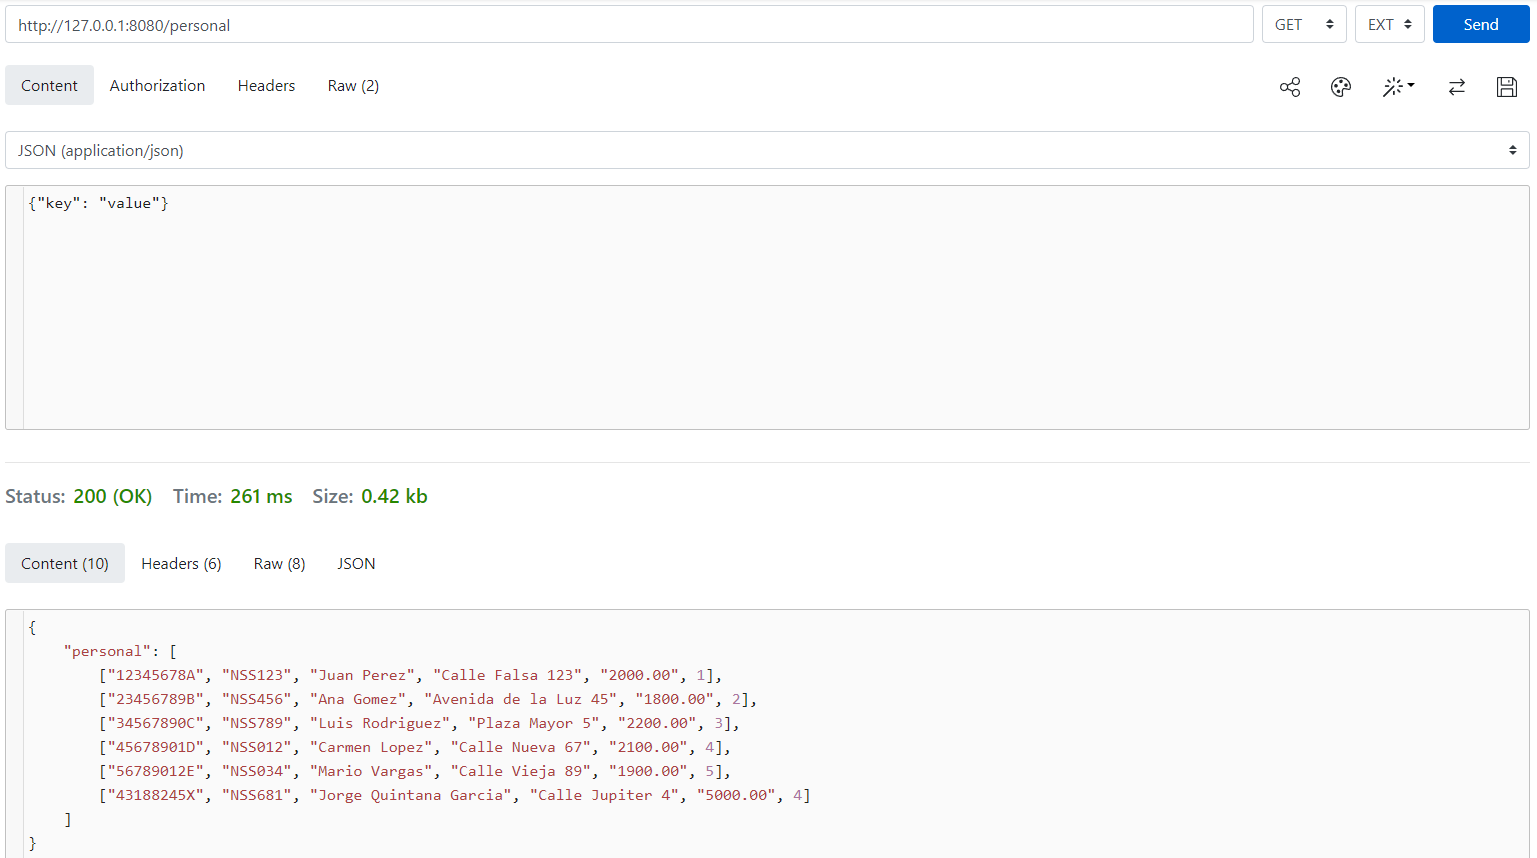 http://127.0.0.1:8080/personal GET EXT Send
Content Authorization Headers Raw (2)
JSON (application/json)
{"key": "value"}
Status: 200 (OK) Time: 261 ms Size: 0.42 kb
Content (10) Headers (6) Raw (8) JSON
{
    "personal": [
        ["12345678A", "NSS123", "Juan Perez", "Calle Falsa 123", "2000.00", 1],
        ["23456789B", "NSS456", "Ana Gomez", "Avenida de la Luz 45", "1800.00", 2],
        ["34567890C", "NSS789", "Luis Rodriguez", "Plaza Mayor 5", "2200.00", 3],
        ["45678901D", "NSS012", "Carmen Lopez", "Calle Nueva 67", "2100.00", 4],
        ["56789012E", "NSS034", "Mario Vargas", "Calle Vieja 89", "1900.00", 5],
        ["43188245X", "NSS681", "Jorge Quintana Garcia", "Calle Jupiter 4", "5000.00", 4]
    ]
}